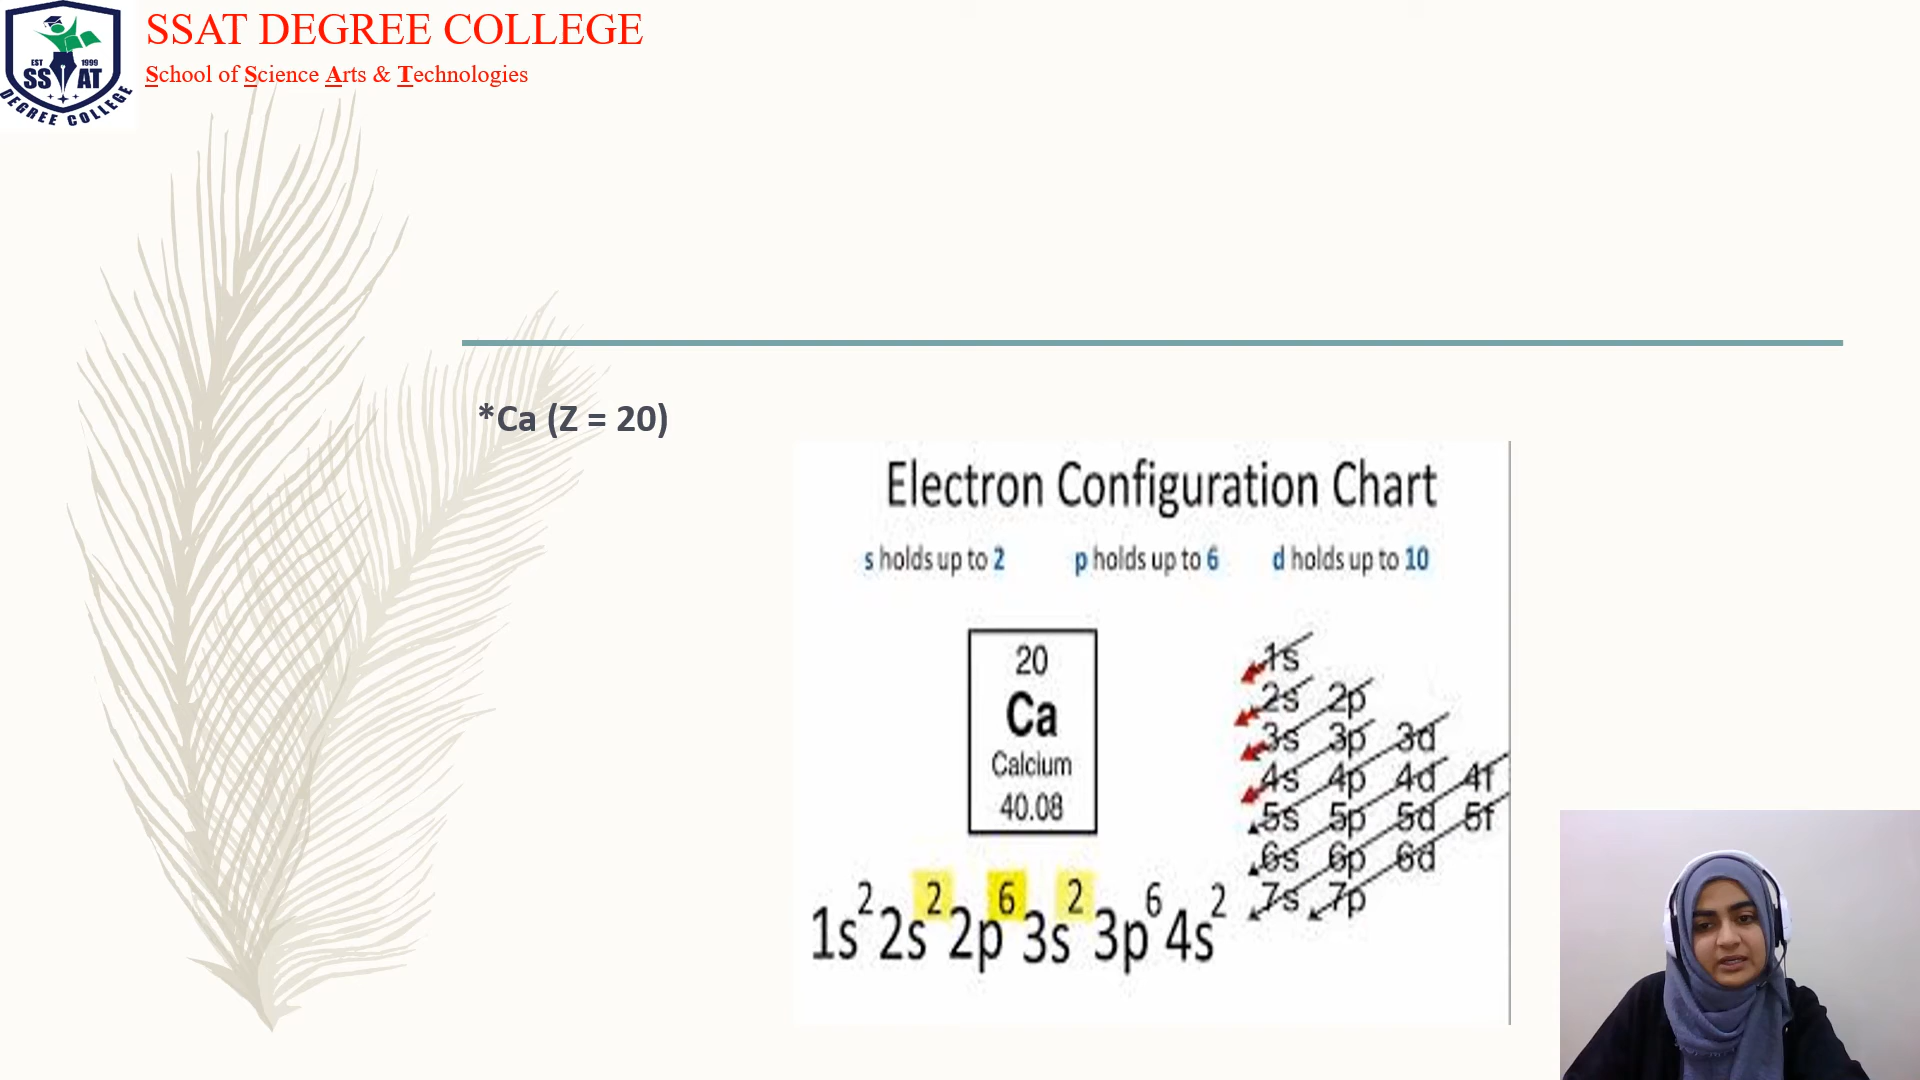 SSAT DEGREE COLLEGE
School of Science Arts & Technologies
EST 1999
SS AT
DEGREE COLLEGE
*Ca (Z = 20)
Electron Configuration Chart
s holds up to 2 p holds up to 6 d holds up to 10
20
Ca
Calcium
40.08
1s
2s 2p
3s 3p 3d
4s 4p 4d 4f
5s 5p 5d 5f
6s 6p 6d
7s 7p
1s² 2s² 2p⁶ 3s² 3p⁶ 4s²